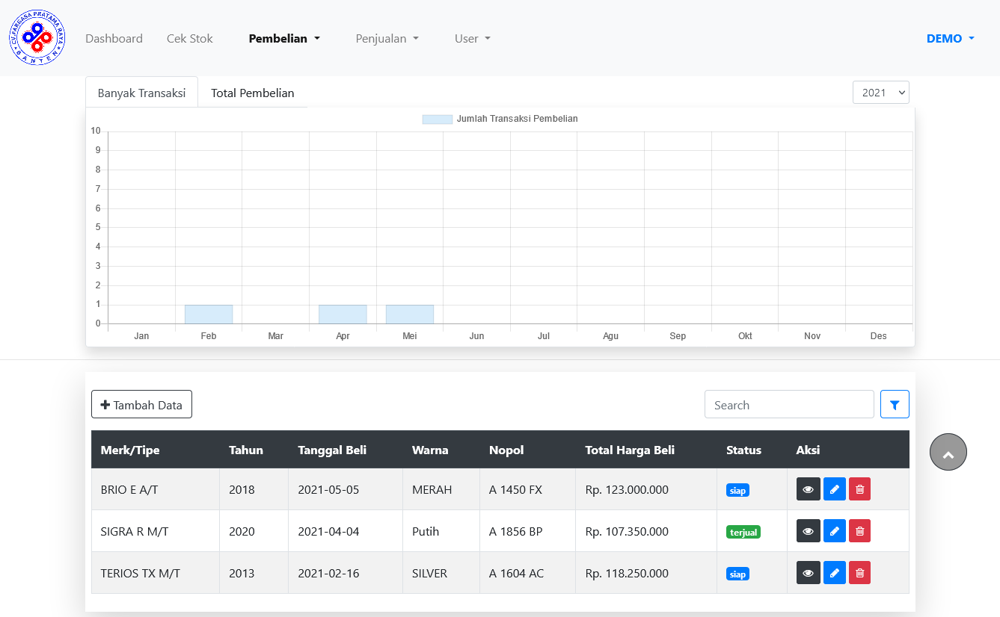 CV.FARGASA PRATAMA RAYA
BANTEN
Dashboard Cek Stok Pembelian Penjualan User DEMO
Banyak Transaksi Total Pembelian 2021
Jumlah Transaksi Pembelian
10
9
8
7
6
5
4
3
2
1
0
Jan Feb Mar Apr Mei Jun Jul Agu Sep Okt Nov Des
Tambah Data Search
Merk/Tipe Tahun Tanggal Beli Warna Nopol Total Harga Beli Status Aksi
BRIO E A/T 2018 2021-05-05 MERAH A 1450 FX Rp. 123.000.000 siap
SIGRA R M/T 2020 2021-04-04 Putih A 1856 BP Rp. 107.350.000 terjual
TERIOS TX M/T 2013 2021-02-16 SILVER A 1604 AC Rp. 118.250.000 siap